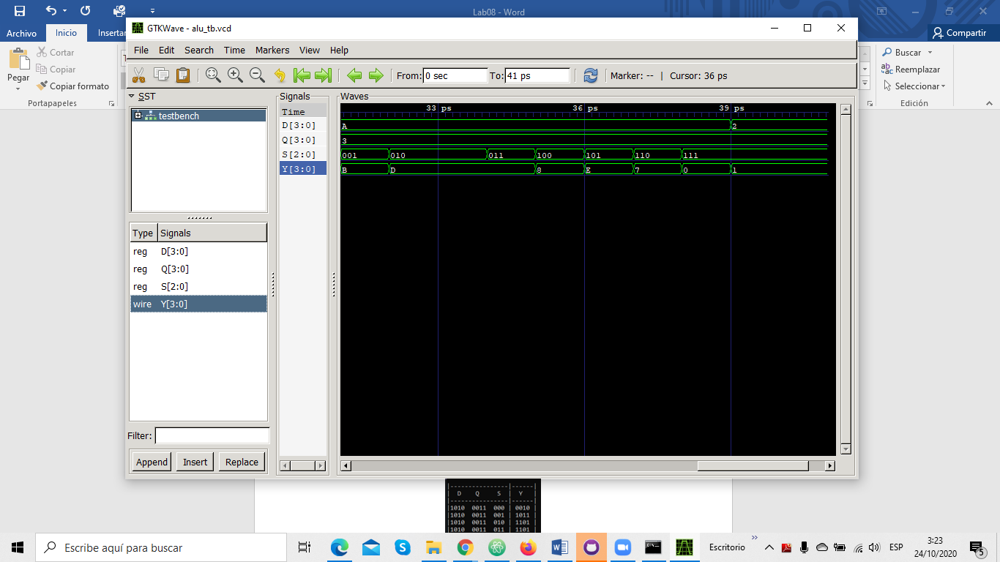 Lab08 - Word
Archivo
Inicio
Insertar
Compartir
Pegar
Cortar
Copiar
Copiar formato
Portapapeles
Buscar
Reemplazar
Seleccionar
Edición
GTKWave - alu_tb.vcd
File Edit Search Time Markers View Help
From: 0 sec To: 41 ps Marker: -- | Cursor: 36 ps
SST
testbench
Type Signals
reg D[3:0]
reg Q[3:0]
reg S[2:0]
wire Y[3:0]
Filter:
Append Insert Replace
Signals
Time
D[3:0]
Q[3:0]
S[2:0]
Y[3:0]
Waves
33 ps 36 ps 39 ps
A 2
3
001 010 011 100 101 110 111
B D 8 E 7 0 1
| D Q S | Y |
|1010 0011 000 | 0010 |
|1010 0011 001 | 1011 |
|1010 0011 010 | 1101 |
|1010 0011 011 | 1101 |
Escribe aquí para buscar
Escritorio
ESP
3:23
24/10/2020
5